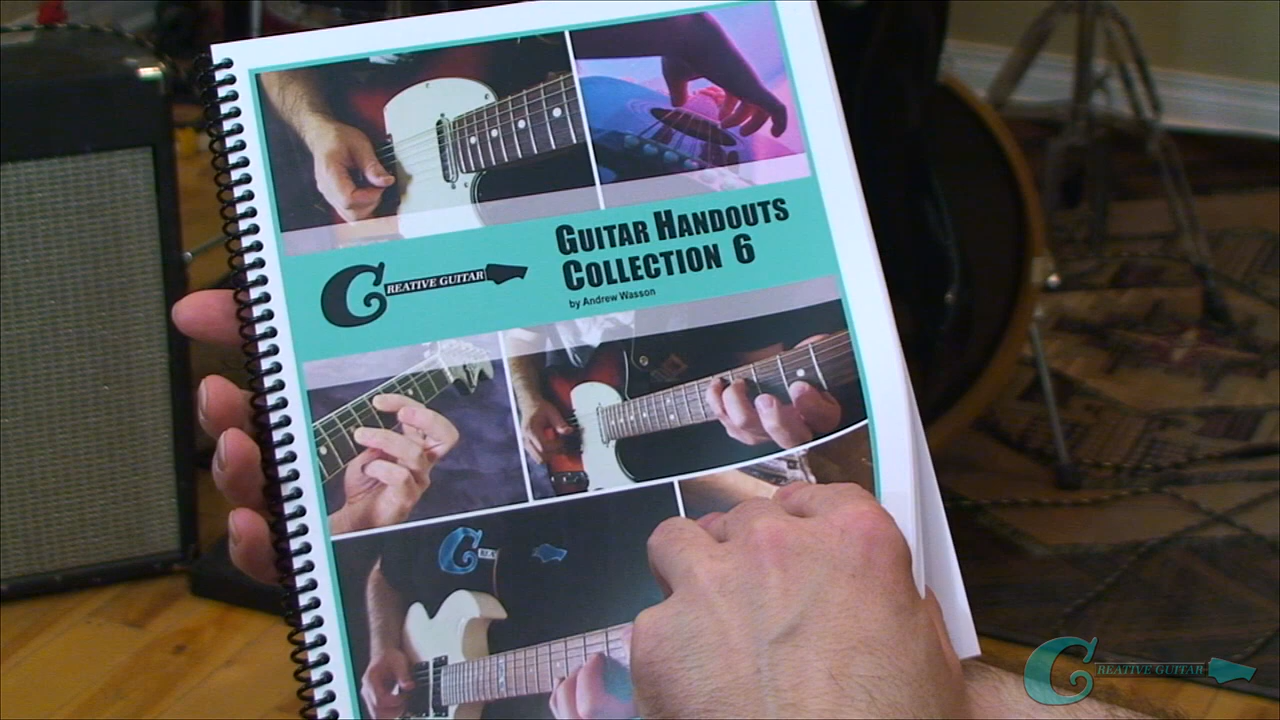 GUITAR HANDOUTS
COLLECTION 6
by Andrew Wasson
CREATIVE GUITAR
CREATIVE GUITAR